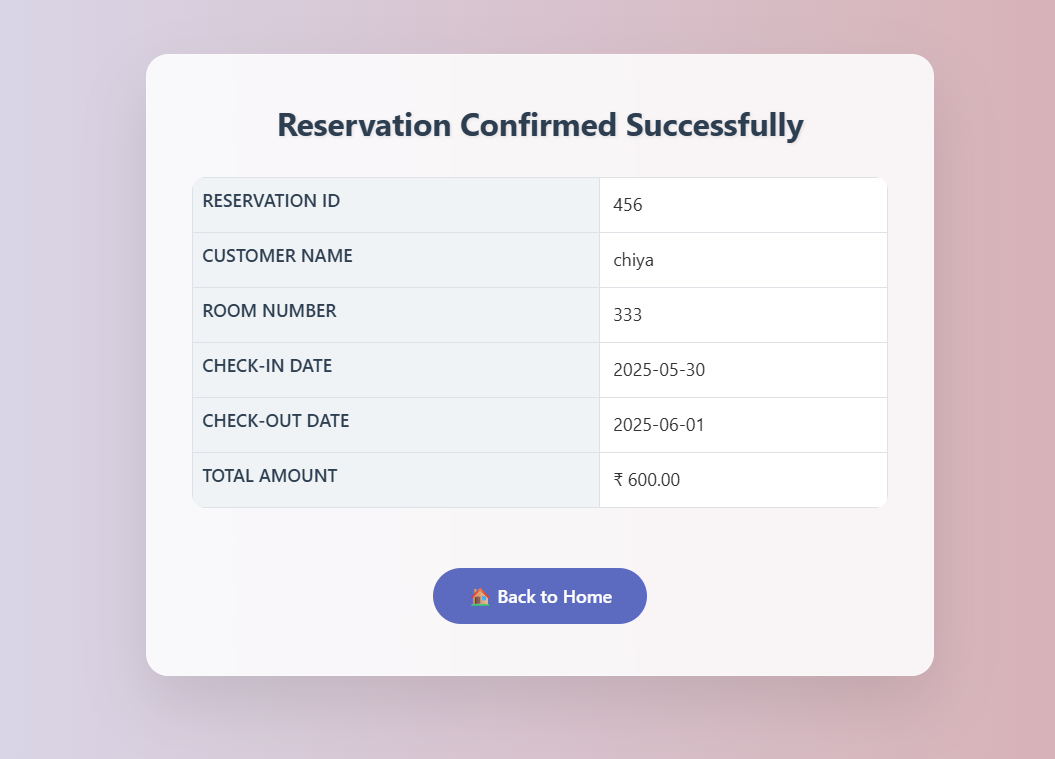 Reservation Confirmed Successfully
RESERVATION ID 456
CUSTOMER NAME chiya
ROOM NUMBER 333
CHECK-IN DATE 2025-05-30
CHECK-OUT DATE 2025-06-01
TOTAL AMOUNT ₹ 600.00
🏠 Back to Home